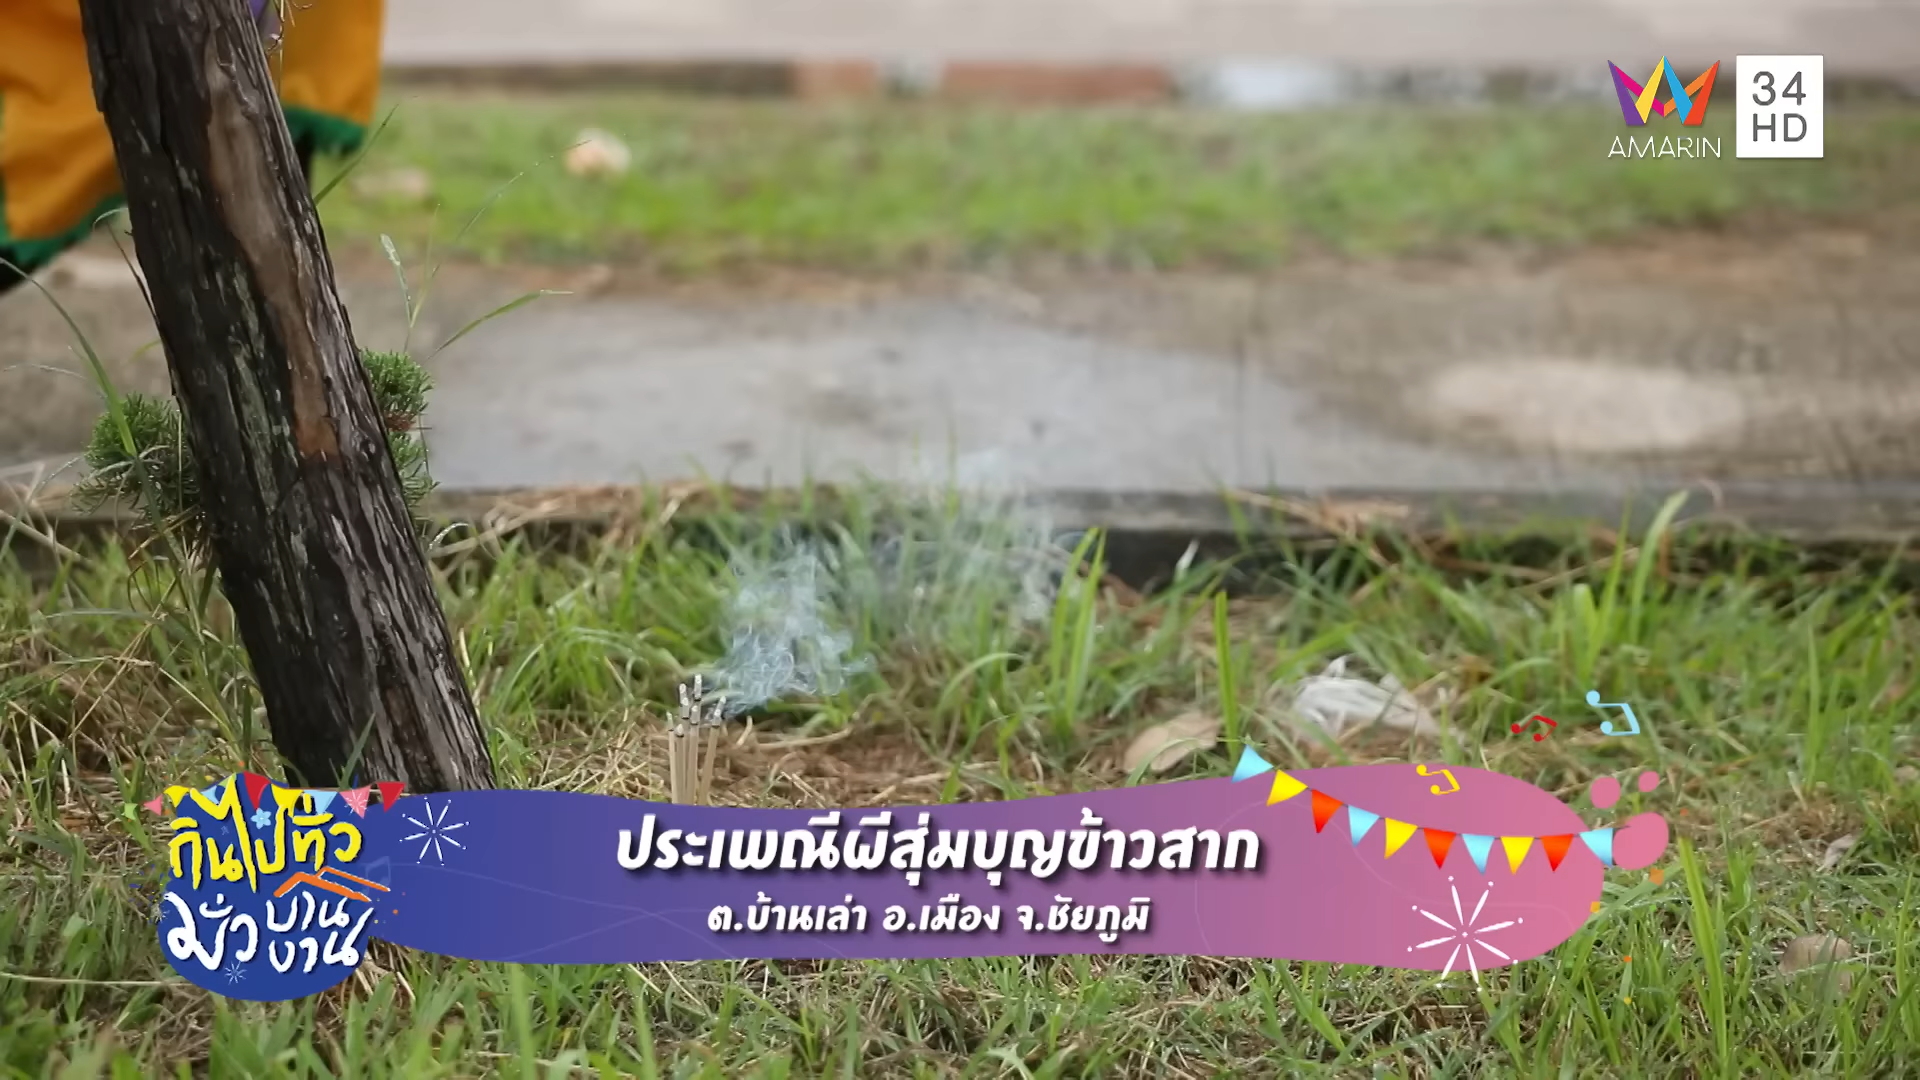 AMARIN
34
HD
ประเพณีผีสุ่มบุญข้าวสาก
ต.บ้านเล่า อ.เมือง จ.ชัยภูมิ
กินไปทั่ว
มั่วงานบาน